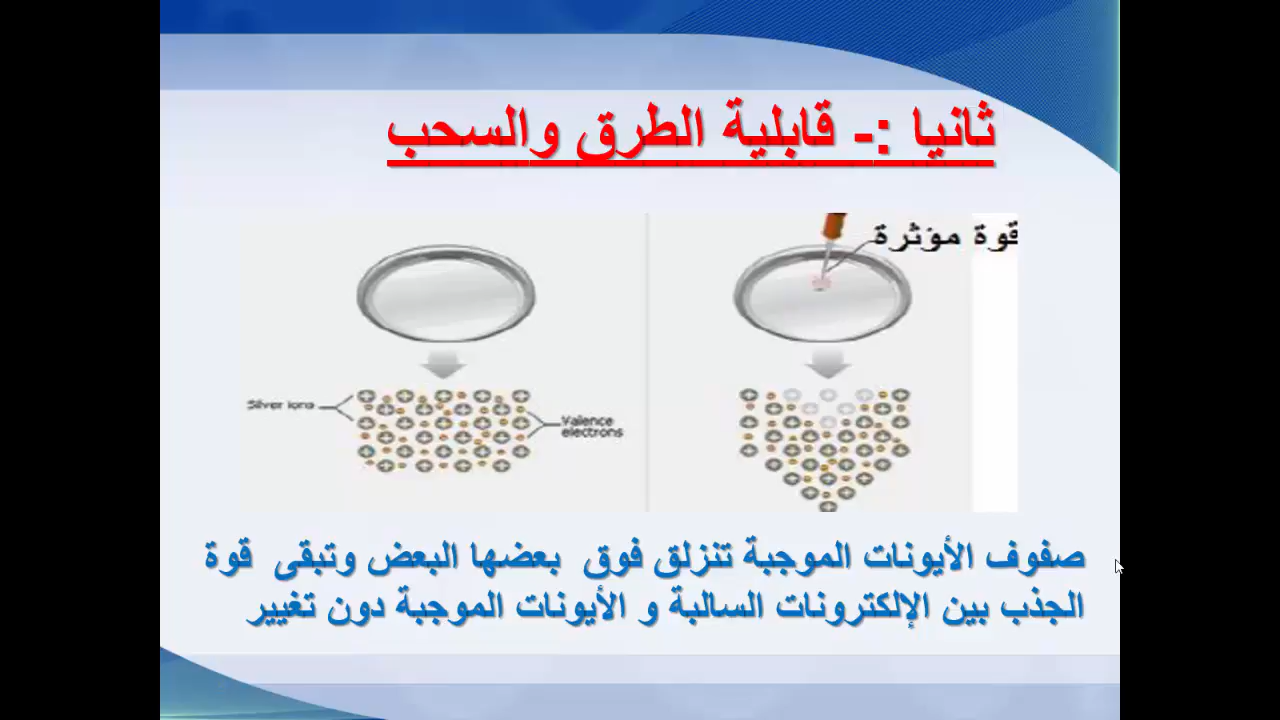 ثانيا :- قابلية الطرق والسحب
قوة مؤثرة
Silver ions
Valence
electrons
صفوف الأيونات الموجبة تنزلق فوق بعضها البعض وتبقى قوة
الجذب بين الإلكترونات السالبة و الأيونات الموجبة دون تغيير